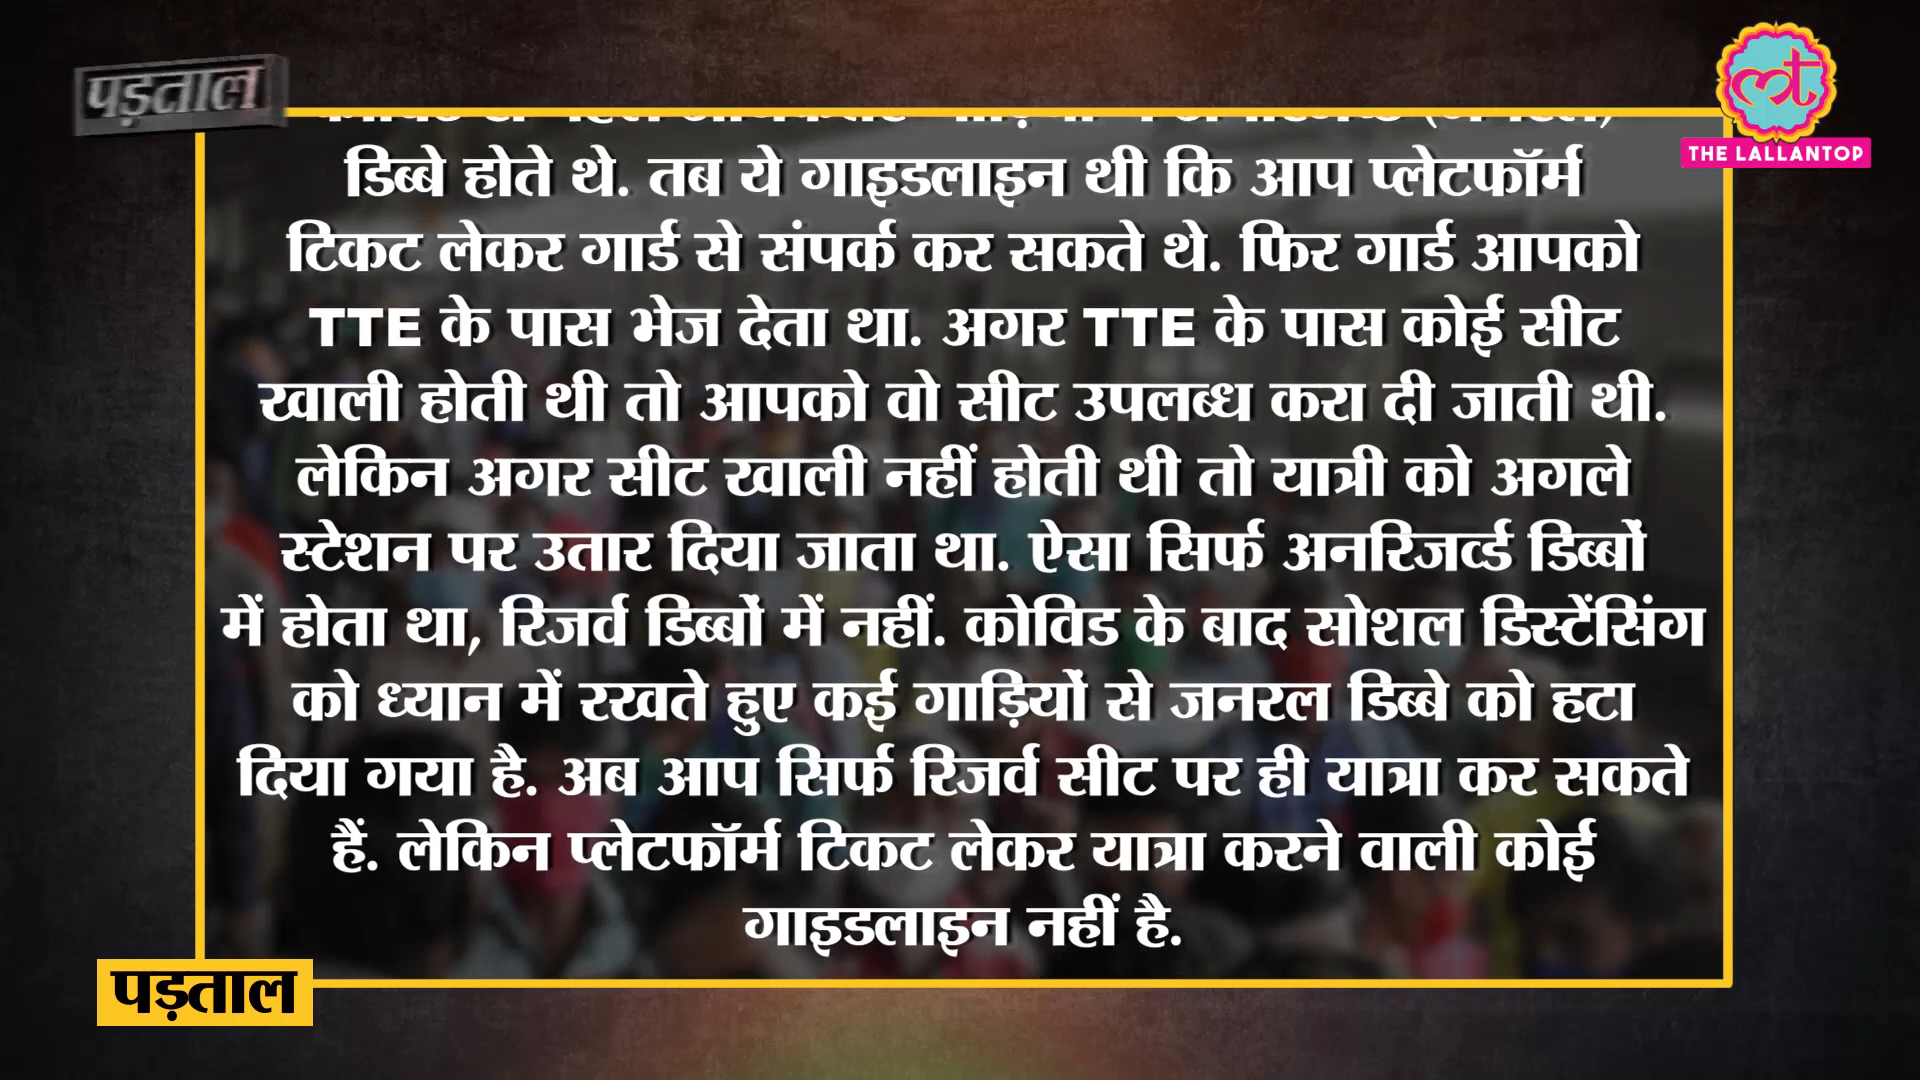 पड़ताल
THE LALLANTOP
डिब्बे होते थे. तब ये गाइडलाइन थी कि आप प्लेटफॉर्म
टिकट लेकर गार्ड से संपर्क कर सकते थे. फिर गार्ड आपको
TTE के पास भेज देता था. अगर TTE के पास कोई सीट
खाली होती थी तो आपको वो सीट उपलब्ध करा दी जाती थी.
लेकिन अगर सीट खाली नहीं होती थी तो यात्री को अगले
स्टेशन पर उतार दिया जाता था. ऐसा सिर्फ अनरिजर्व्ड डिब्बों
में होता था, रिजर्व डिब्बों में नहीं. कोविड के बाद सोशल डिस्टेंसिंग
को ध्यान में रखते हुए कई गाड़ियों से जनरल डिब्बे को हटा
दिया गया है. अब आप सिर्फ रिजर्व सीट पर ही यात्रा कर सकते
हैं. लेकिन प्लेटफॉर्म टिकट लेकर यात्रा करने वाली कोई
गाइडलाइन नहीं है.
पड़ताल